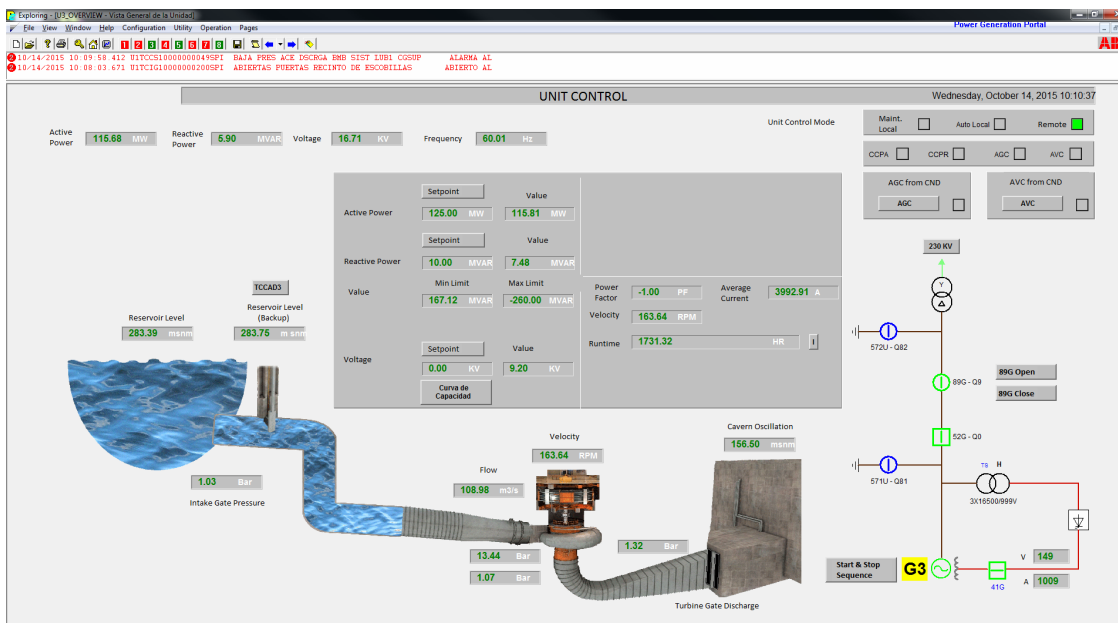 Exploring - [U3_OVERVIEW - Vista General de la Unidad]
File View Window Help Configuration Utility Operation Pages
Power Generation Portal
1 2 3 4 5 6 7 8
2 10/14/2015 10:09:58.412 U1TCCS10000000049SPI BAJA PRES ACE DSCRGA BMB SIST LUB1 CGSUP ALARMA AL
2 10/14/2015 10:08:03.671 U1TCIG10000000200SPI ABIERTAS PUERTAS RECINTO DE ESCOBILLAS ABIERTO AL
UNIT CONTROL
Wednesday, October 14, 2015 10:10:37
Active Power 115.68 MW
Reactive Power 5.90 MVAR
Voltage 16.71 KV
Frequency 60.01 Hz
Unit Control Mode
Maint. Local
Auto Local
Remote
CCPA CCPR AGC AVC
AGC from CND
AGC
AVC from CND
AVC
Setpoint Value
Active Power 125.00 MW 115.81 MW
Setpoint Value
Reactive Power 10.00 MVAR 7.48 MVAR
Min Limit Max Limit
Value 167.12 MVAR -260.00 MVAR
Setpoint Value
Voltage 0.00 KV 9.20 KV
Curva de Capacidad
Power Factor -1.00 PF
Average Current 3992.91 A
Velocity 163.64 RPM
Runtime 1731.32 HR I
TCCAD3
Reservoir Level
283.39 msnm
Reservoir Level (Backup)
283.75 m snm
1.03 Bar
Intake Gate Pressure
Velocity
163.64 RPM
Flow
108.98 m3/s
13.44 Bar
1.07 Bar
1.32 Bar
Cavern Oscillation
156.50 msnm
Turbine Gate Discharge
230 KV
Y
Δ
572U - Q82
89G - Q9
89G Open
89G Close
52G - Q0
571U - Q81
T9 H
3X16500/999V
Start & Stop Sequence
G3
41G
V 149
A 1009